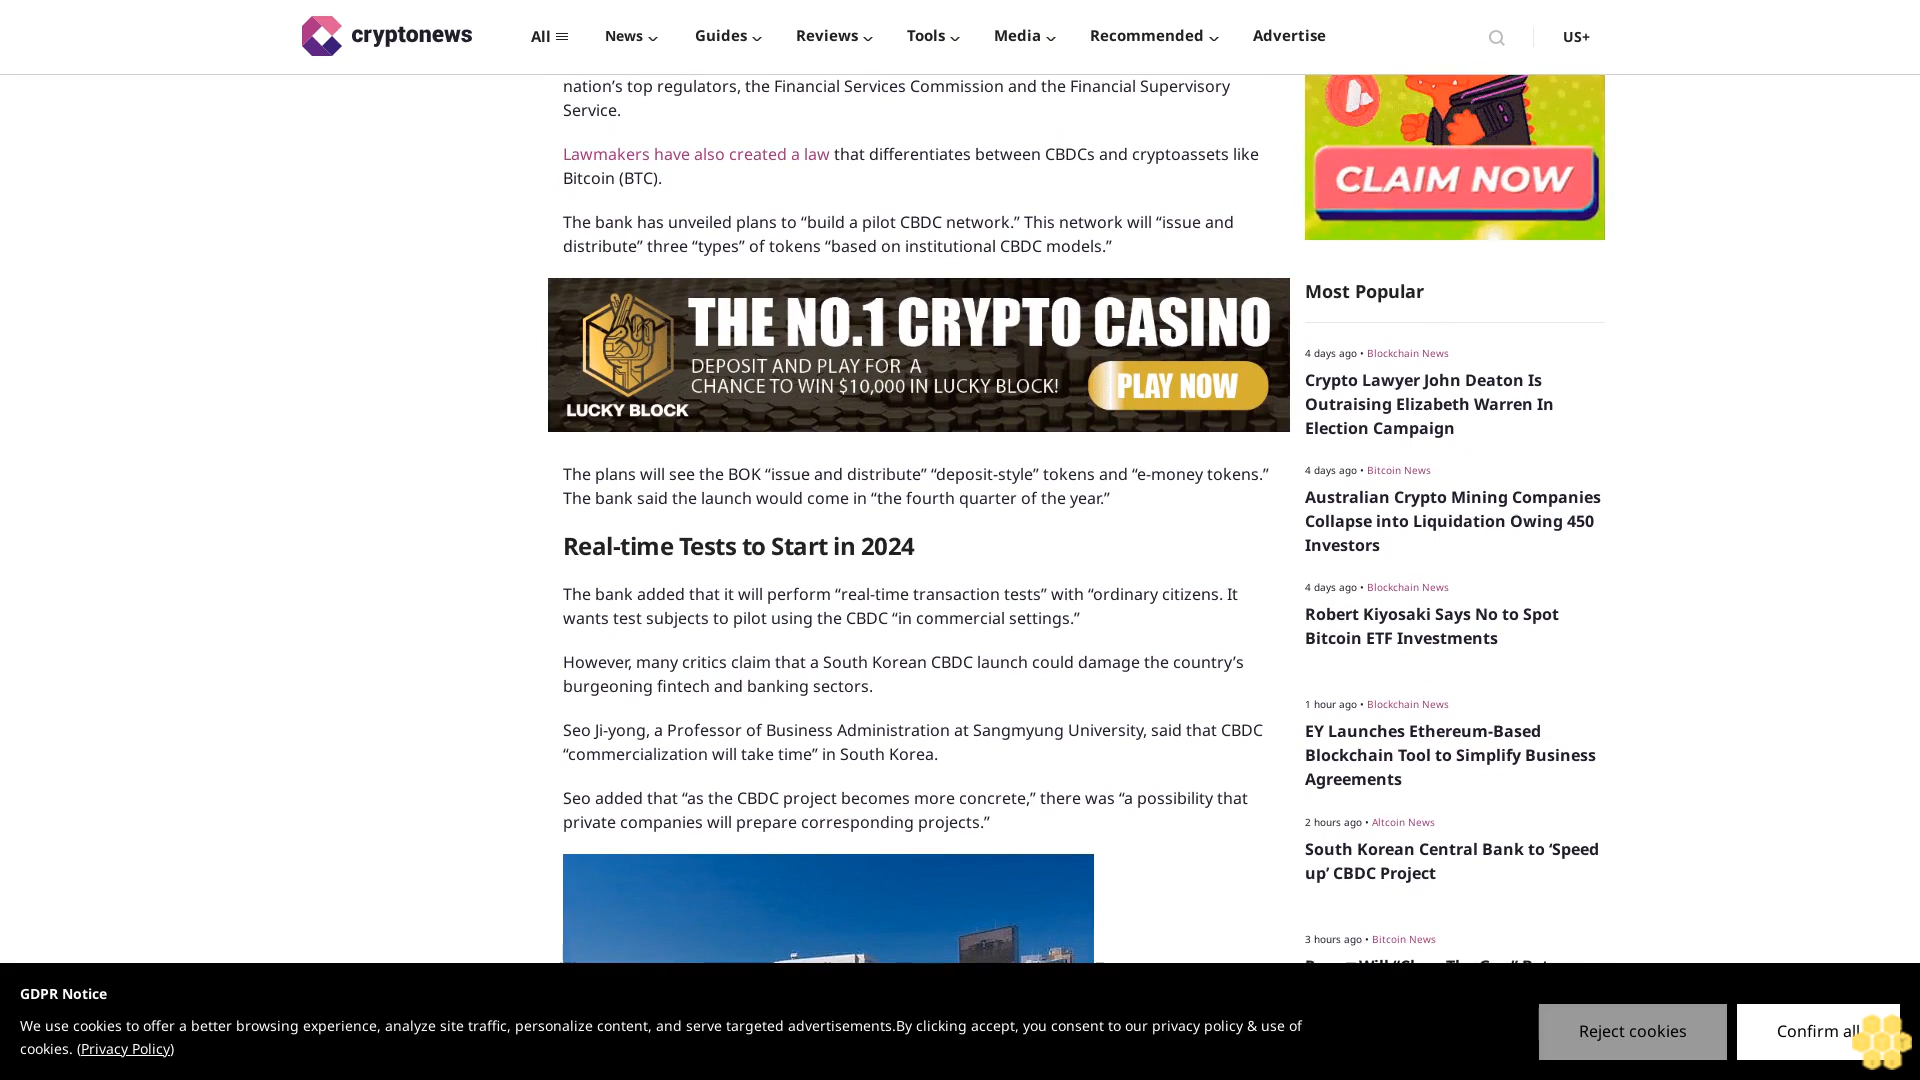 cryptonews
All
News
Guides
Reviews
Tools
Media
Recommended
Advertise
US+
nation’s top regulators, the Financial Services Commission and the Financial Supervisory
Service.
Lawmakers have also created a law that differentiates between CBDCs and cryptoassets like
Bitcoin (BTC).
The bank has unveiled plans to “build a pilot CBDC network.” This network will “issue and
distribute” three “types” of tokens “based on institutional CBDC models.”
THE NO.1 CRYPTO CASINO
DEPOSIT AND PLAY FOR A
CHANCE TO WIN $10,000 IN LUCKY BLOCK!
PLAY NOW
LUCKY BLOCK
The plans will see the BOK “issue and distribute” “deposit-style” tokens and “e-money tokens.”
The bank said the launch would come in “the fourth quarter of the year.”
Real-time Tests to Start in 2024
The bank added that it will perform “real-time transaction tests” with “ordinary citizens. It
wants test subjects to pilot using the CBDC “in commercial settings.”
However, many critics claim that a South Korean CBDC launch could damage the country’s
burgeoning fintech and banking sectors.
Seo Ji-yong, a Professor of Business Administration at Sangmyung University, said that CBDC
“commercialization will take time” in South Korea.
Seo added that “as the CBDC project becomes more concrete,” there was “a possibility that
private companies will prepare corresponding projects.”
CLAIM NOW
Most Popular
4 days ago • Blockchain News
Crypto Lawyer John Deaton Is
Outraising Elizabeth Warren In
Election Campaign
4 days ago • Bitcoin News
Australian Crypto Mining Companies
Collapse into Liquidation Owing 450
Investors
4 days ago • Blockchain News
Robert Kiyosaki Says No to Spot
Bitcoin ETF Investments
1 hour ago • Blockchain News
EY Launches Ethereum-Based
Blockchain Tool to Simplify Business
Agreements
2 hours ago • Altcoin News
South Korean Central Bank to ‘Speed
up’ CBDC Project
3 hours ago • Bitcoin News
GDPR Notice
We use cookies to offer a better browsing experience, analyze site traffic, personalize content, and serve targeted advertisements.By clicking accept, you consent to our privacy policy & use of
cookies. (Privacy Policy)
Reject cookies
Confirm all